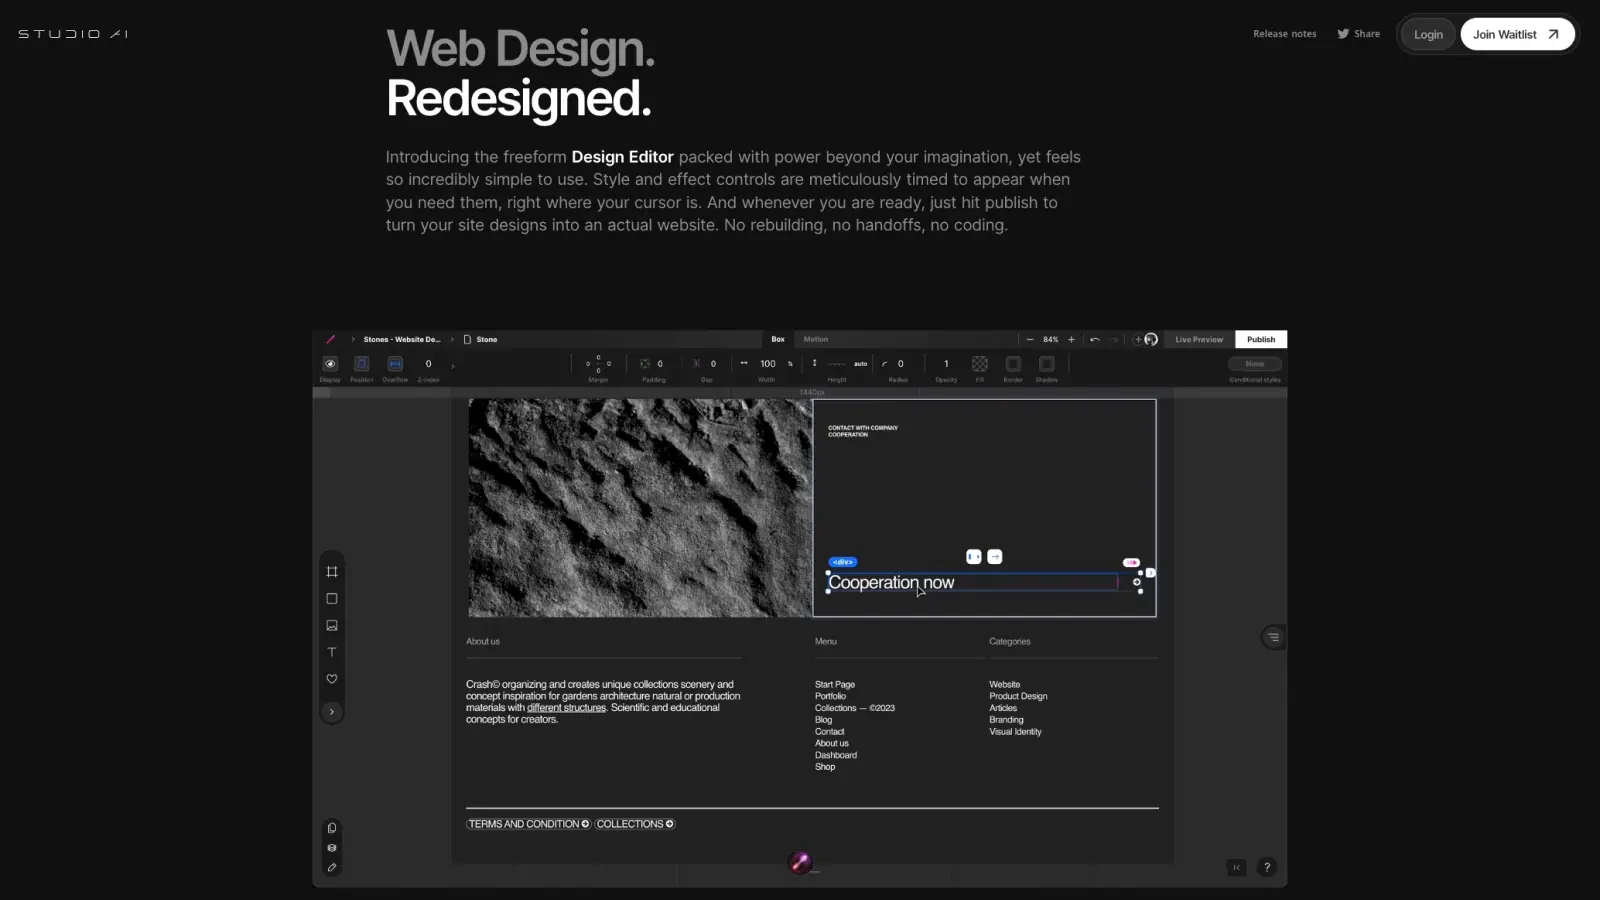 STUDIO AI
Release notes
Share
Login
Join Waitlist
Web Design.
Redesigned.
Introducing the freeform Design Editor packed with power beyond your imagination, yet feels
so incredibly simple to use. Style and effect controls are meticulously timed to appear when
you need them, right where your cursor is. And whenever you are ready, just hit publish to
turn your site designs into an actual website. No rebuilding, no handoffs, no coding.
Stones - Website De...
Stone
Box
Motion
84%
Live Preview
Publish
0
0
0
0
0
0
0
100 %
auto
0
1
None
Display
Position
Overflow
Z-index
Margin
Padding
Gap
Width
Height
Radius
Opacity
Fill
Border
Shadow
Conditional styles
1440px
CONTACT WITH COMPANY
COOPERATION
<div>
Cooperation now
About us
Menu
Categories
Crash© organizing and creates unique collections scenery and
concept inspiration for gardens architecture natural or production
materials with different structures. Scientific and educational
concepts for creators.
Start Page
Portfolio
Collections — ©2023
Blog
Contact
About us
Dashboard
Shop
Website
Product Design
Articles
Branding
Visual Identity
TERMS AND CONDITION
COLLECTIONS
?